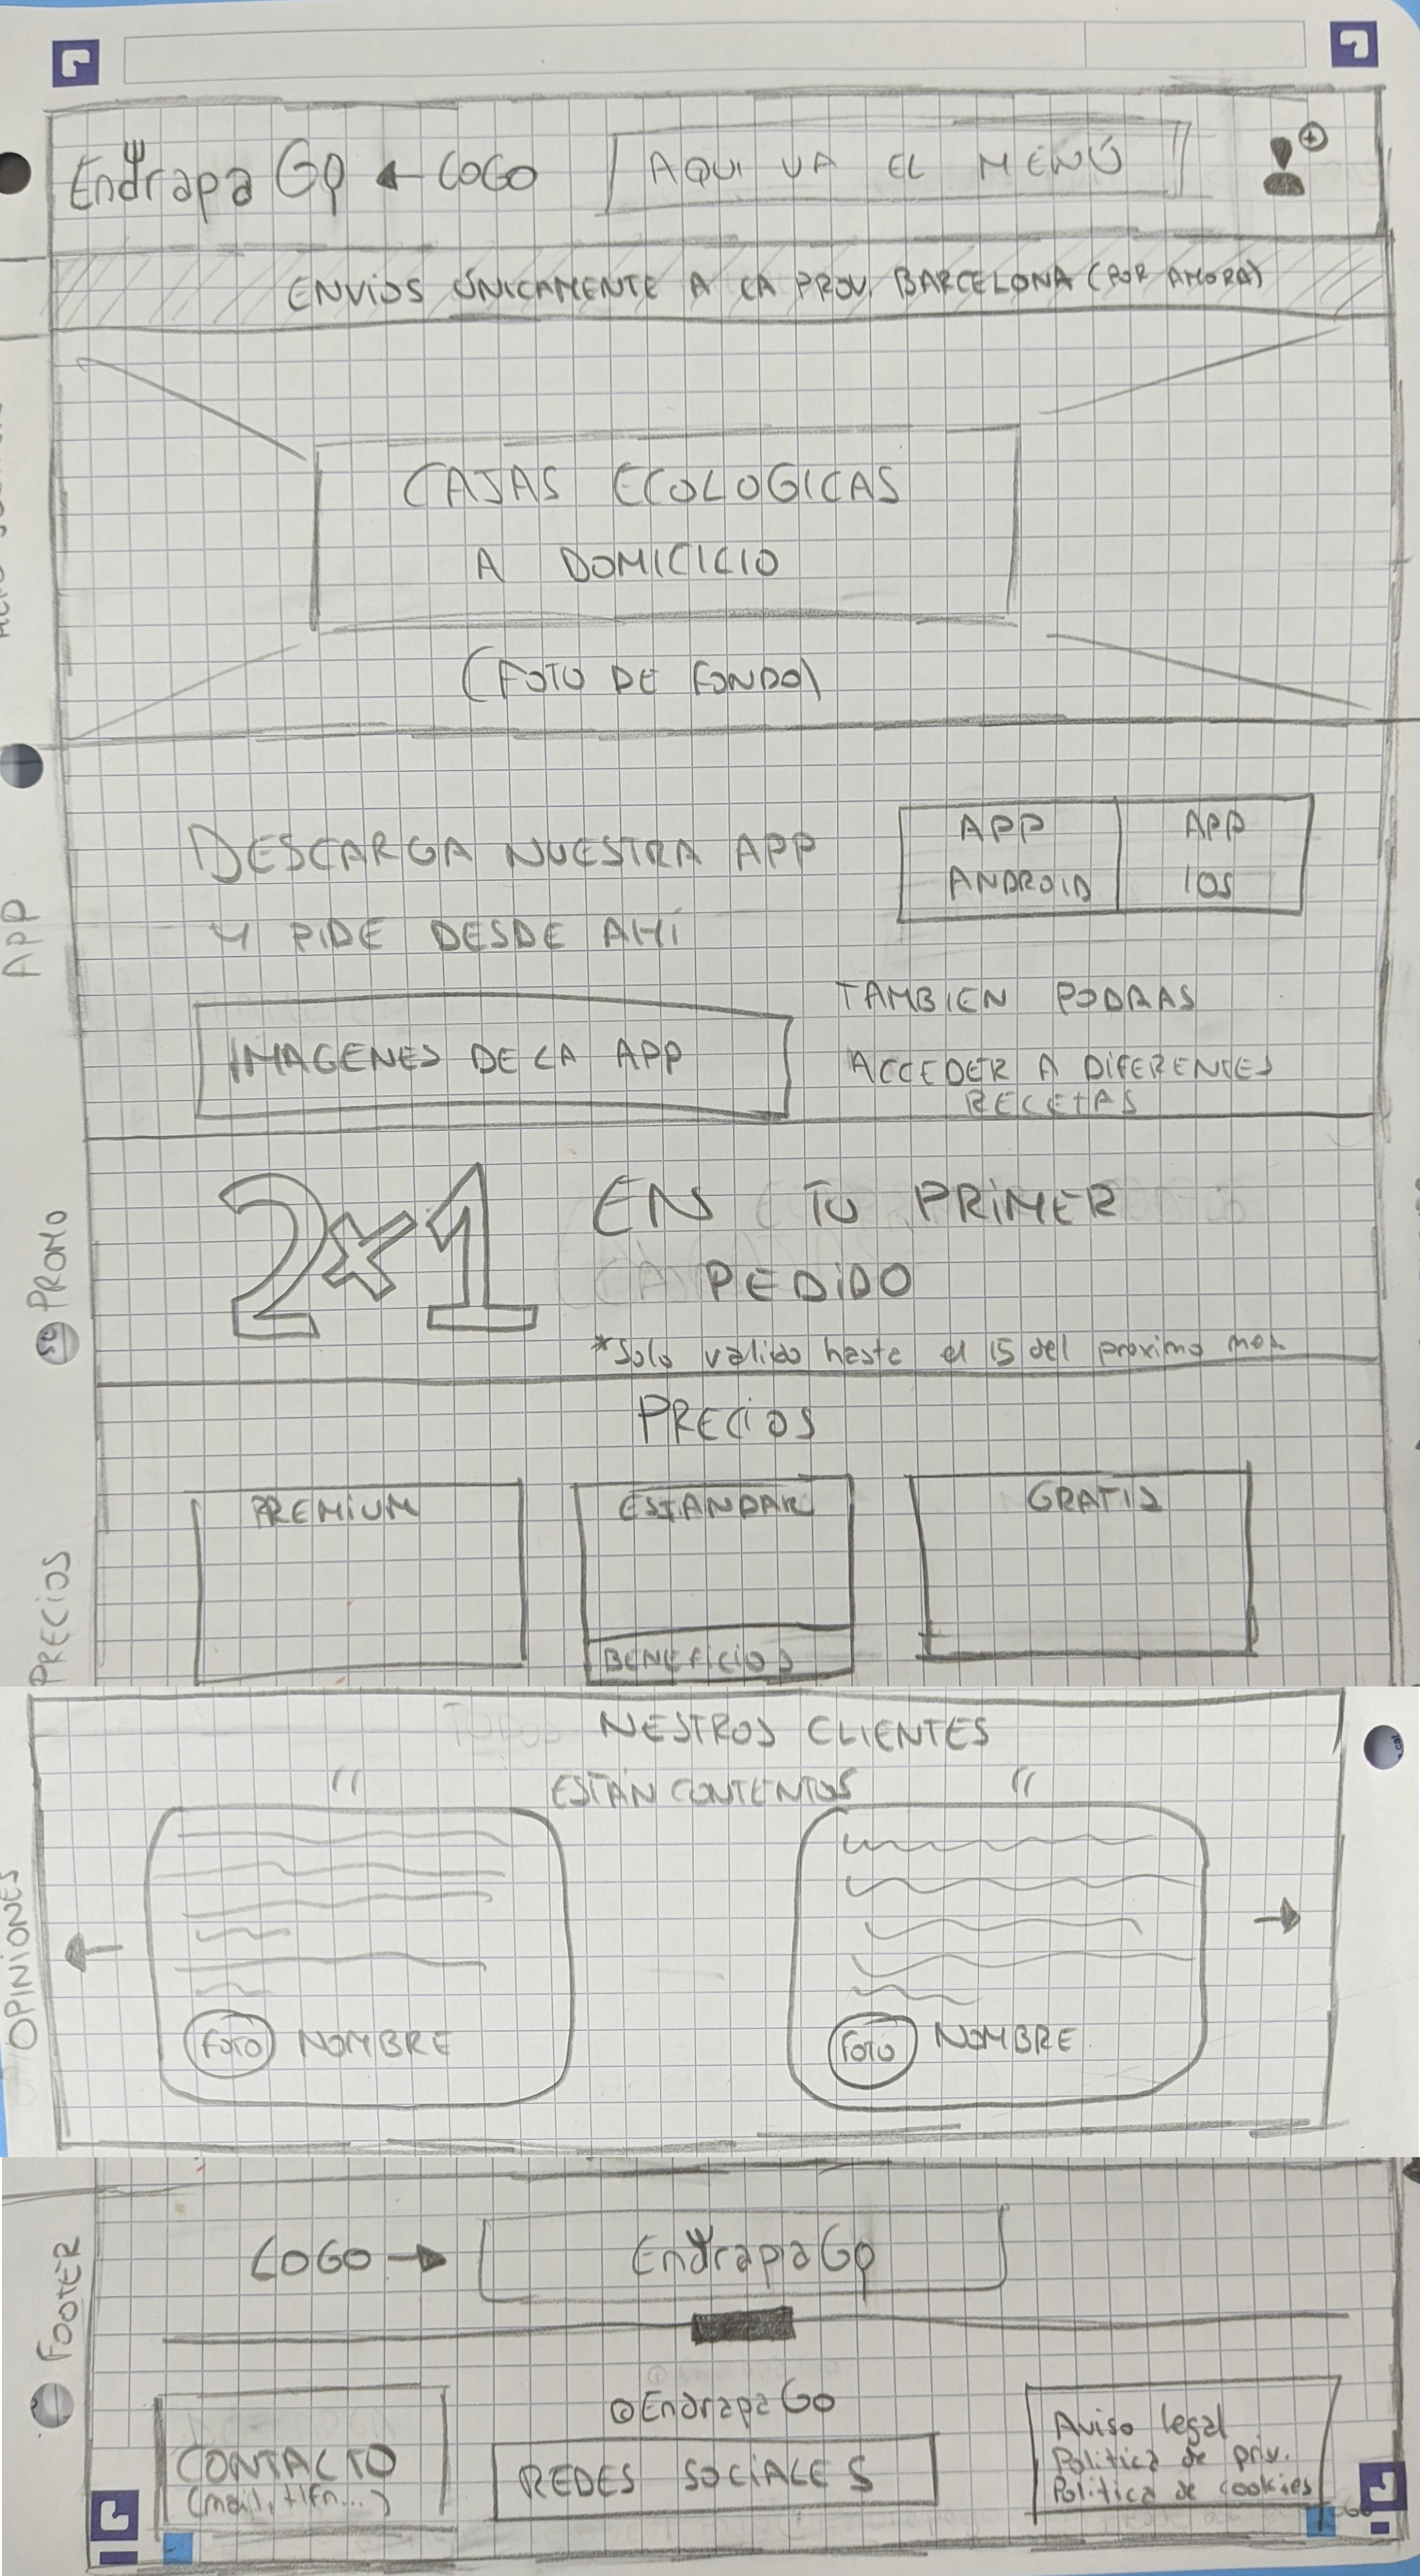 EndrapaGo ← LOGO
AQUI VA EL MENÚ
ENVIOS ÚNICAMENTE A LA PROV. BARCELONA (POR AHORA)
CAJAS ECOLOGICAS
A DOMICILIO
(FOTO DE FONDO)
APP
DESCARGA NUESTRA APP
Y PIDE DESDE AHÍ
APP
ANDROID
APP
IOS
IMAGENES DE LA APP
TAMBIEN PODRAS
ACCEDER A DIFERENTES
RECETAS
PROMO
2x1
EN TU PRIMER
PEDIDO
*Solo valido hasta el 15 del proximo mes
PRECIOS
PRECIOS
PREMIUM
ESTANDAR
BENEFICIOS
GRATIS
OPINIONES
NESTROS CLIENTES
ESTÁN CONTENTOS
"
"
FOTO NOMBRE
FOTO NOMBRE
FOOTER
LOGO → EndrapaGo
CONTACTO
(mail, tlfn...)
@EndrapaGo
REDES SOCIALES
Aviso legal
Politica de priv.
Politica de cookies